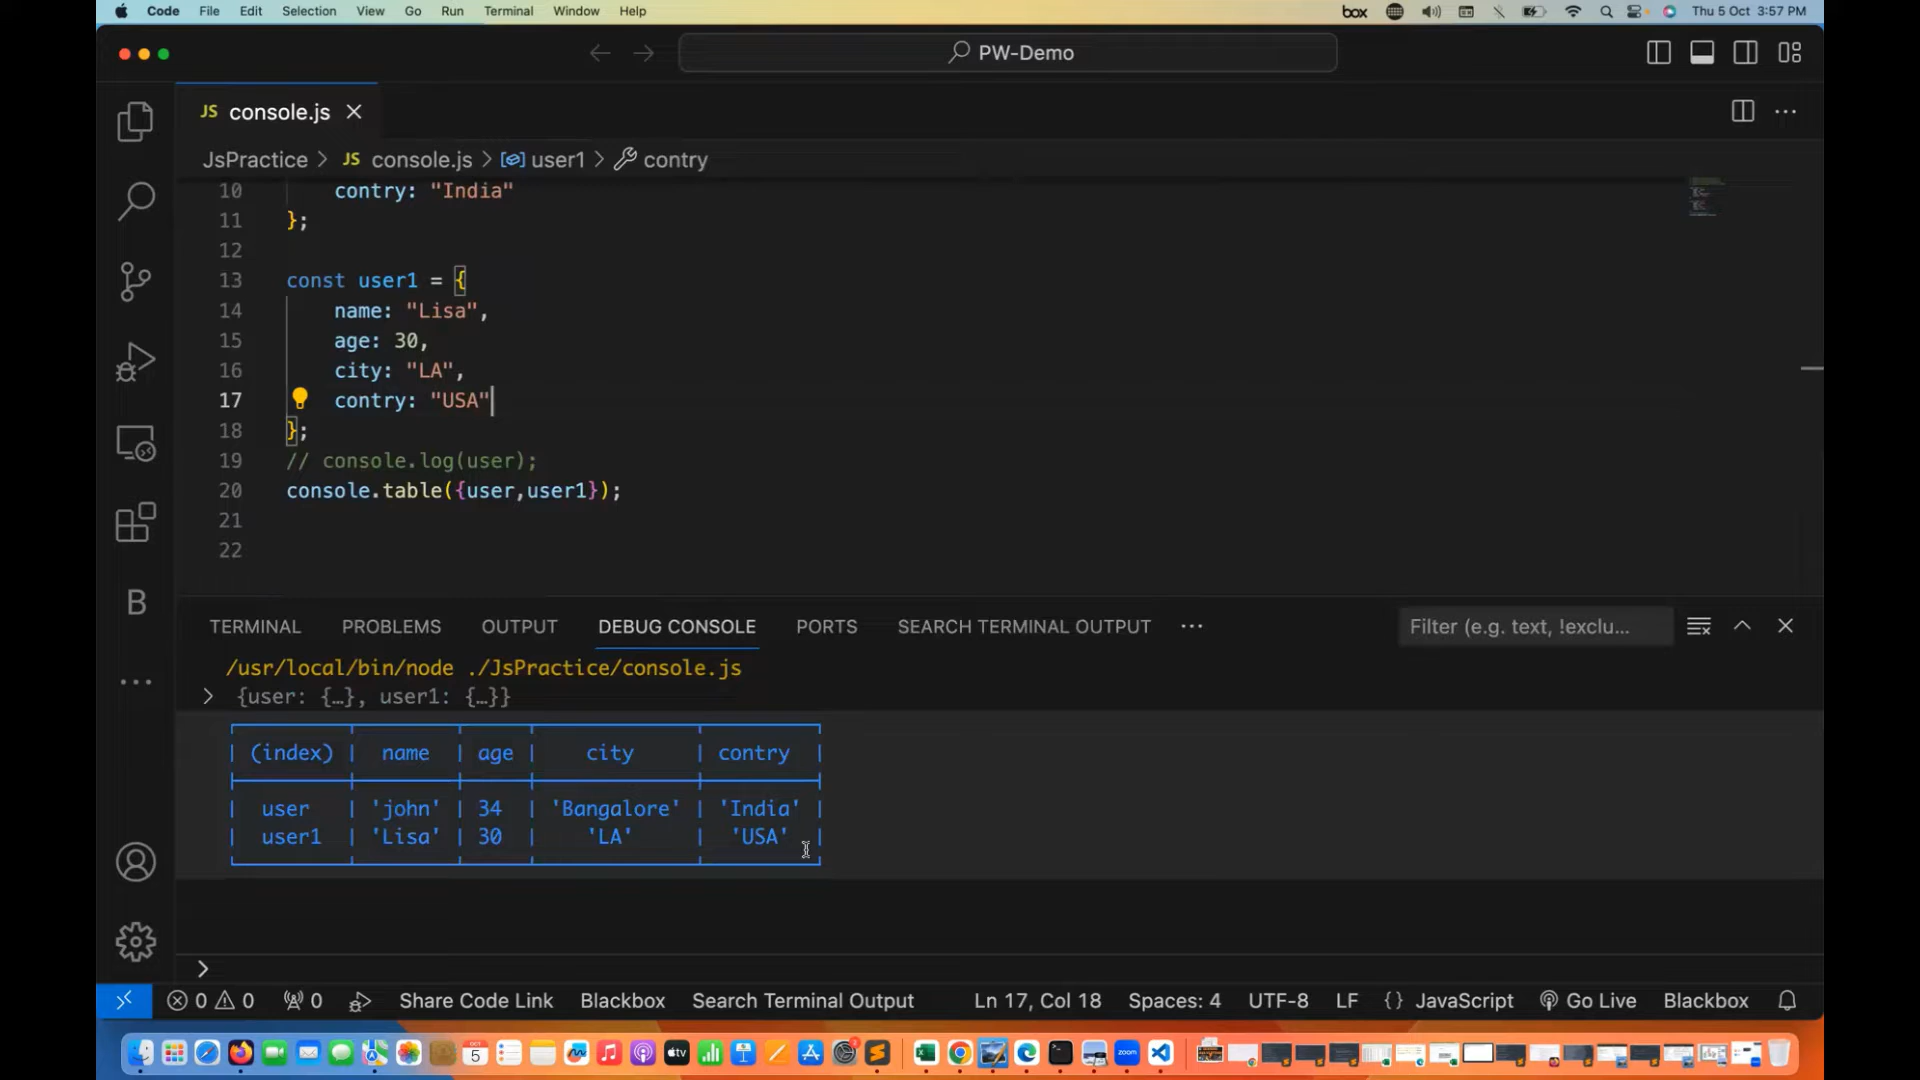 Code File Edit Selection View Go Run Terminal Window Help box Thu 5 Oct 3:57 PM
PW-Demo
JS console.js
JsPractice > JS console.js > user1 > contry
10 contry: "India"
11 };
12
13 const user1 = {
14 name: "Lisa",
15 age: 30,
16 city: "LA",
17 contry: "USA"
18 };
19 // console.log(user);
20 console.table({user,user1});
21
22
B
TERMINAL PROBLEMS OUTPUT DEBUG CONSOLE PORTS SEARCH TERMINAL OUTPUT ... Filter (e.g. text, !exclu...
/usr/local/bin/node ./JsPractice/console.js
> {user: {…}, user1: {…}}
(index) name age city contry
user 'john' 34 'Bangalore' 'India'
user1 'Lisa' 30 'LA' 'USA'
>
0 0 0 Share Code Link Blackbox Search Terminal Output Ln 17, Col 18 Spaces: 4 UTF-8 LF {} JavaScript Go Live Blackbox
OCT 5 tv zoom